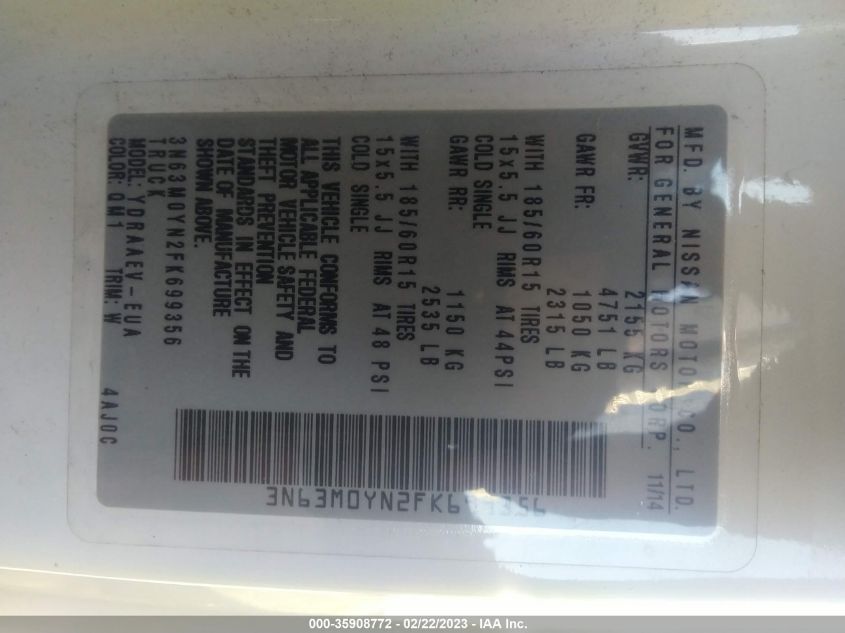 MFD. BY NISSAN MOTOR CO., LTD.
FOR GENERAL MOTORS CORP. 11/14
GVWR: 2155 KG
4751 LB
GAWR FR: 1050 KG
2315 LB
WITH 185/60R15 TIRES
15x5.5 JJ RIMS AT 44PSI
COLD SINGLE
GAWR RR: 1150 KG
2535 LB
WITH 185/60R15 TIRES
15x5.5 JJ RIMS AT 48 PSI
COLD SINGLE
THIS VEHICLE CONFORMS TO
ALL APPLICABLE FEDERAL
MOTOR VEHICLE SAFETY AND
THEFT PREVENTION
STANDARDS IN EFFECT ON THE
DATE OF MANUFACTURE
SHOWN ABOVE.
3N63M0YN2FK699356
TRUCK
MODEL: YDRAAEV-EUA
COLOR: QM1 TRIM: W 4AJ0C
000-35908772 - 02/22/2023 - IAA Inc.